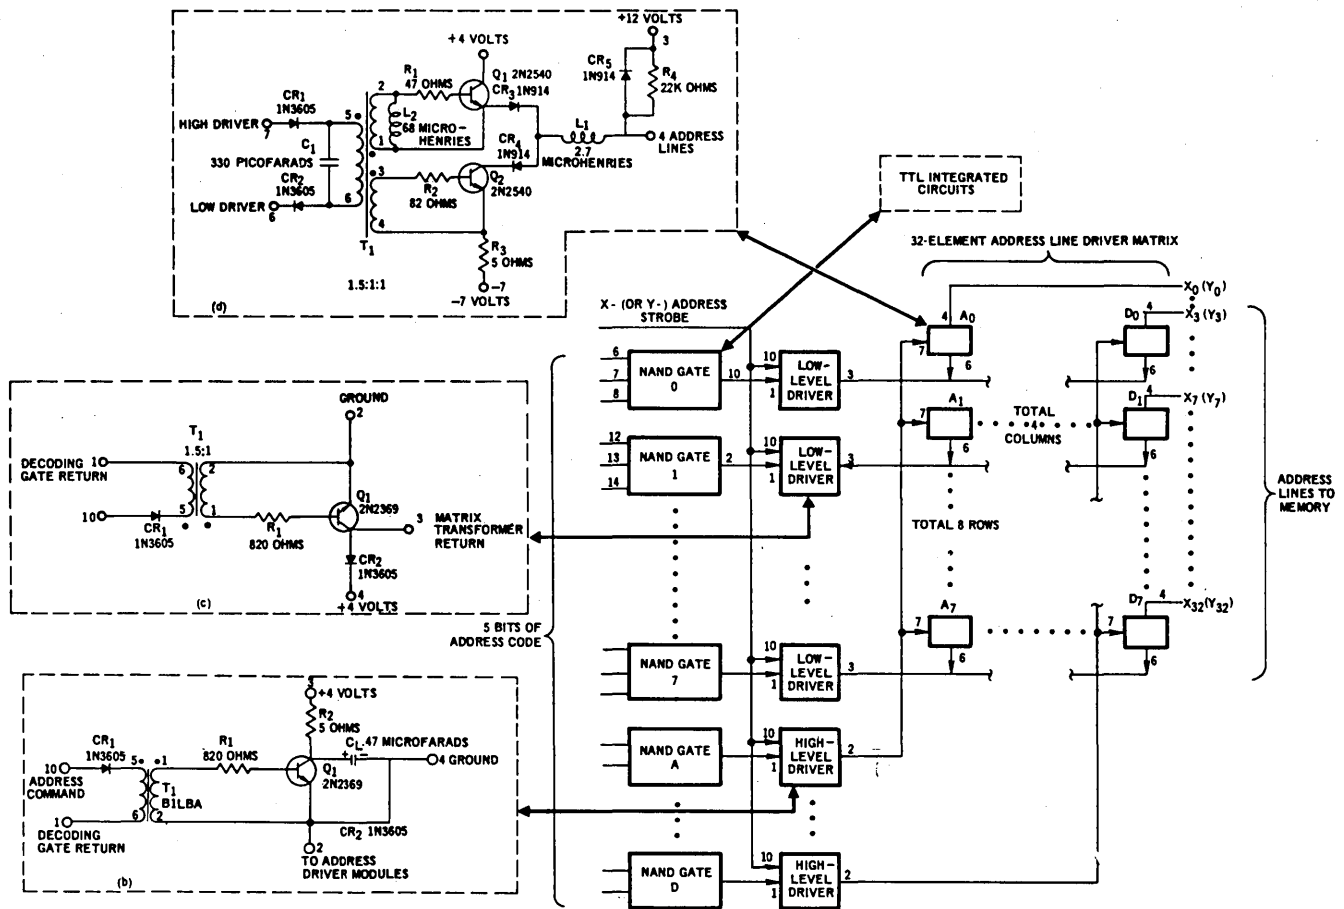 +12 VOLTS
3
+4 VOLTS
CR5
1N914
R4
22K OHMS
R1
47 OHMS
Q1 2N2540
CR3 1N914
CR1
1N3605
2
5
L2
68 MICRO-
HENRIES
HIGH DRIVER
7
C1
1
L1
4 ADDRESS
LINES
CR4
1N914
2.7
MICROHENRIES
330 PICOFARADS
CR2
1N3605
3
Q2
2N2540
R2
82 OHMS
LOW DRIVER
6
6
4
T1
R3
5 OHMS
1.5:1:1
-7
-7 VOLTS
(d)
TTL INTEGRATED
CIRCUITS
32-ELEMENT ADDRESS LINE DRIVER MATRIX
X- (OR Y-) ADDRESS
STROBE
X0 (Y0)
4 A0
D0 4
X3 (Y3)
7
6
6
6
7
8
NAND GATE
0
10
10
1
LOW-
LEVEL
DRIVER
3
A1
D1 4
X7 (Y7)
7
TOTAL
4
COLUMNS
6
6
12
13
14
NAND GATE
1
2
10
1
LOW-
LEVEL
DRIVER
3
ADDRESS
LINES TO
MEMORY
TOTAL 8 ROWS
GROUND
2
T1
1.5:1
DECODING
GATE RETURN
1
6
2
Q1
2N2369
10
5
1
CR1
1N3605
R1
820 OHMS
3
MATRIX
TRANSFORMER
RETURN
CR2
1N3605
4
+4 VOLTS
(c)
5 BITS OF
ADDRESS CODE
A7
D7 4
X32 (Y32)
7
7
6
6
NAND GATE
7
10
1
LOW-
LEVEL
DRIVER
3
NAND GATE
A
10
1
HIGH-
LEVEL
DRIVER
2
NAND GATE
D
10
1
HIGH-
LEVEL
DRIVER
2
3
+4 VOLTS
R2
5 OHMS
CL .47 MICROFARADS
+
−
4 GROUND
CR1
1N3605
R1
820 OHMS
10
ADDRESS
COMMAND
5
1
Q1
2N2369
T1
B1LBA
1
6
2
DECODING
GATE RETURN
CR2 1N3605
2
TO ADDRESS
DRIVER MODULES
(b)